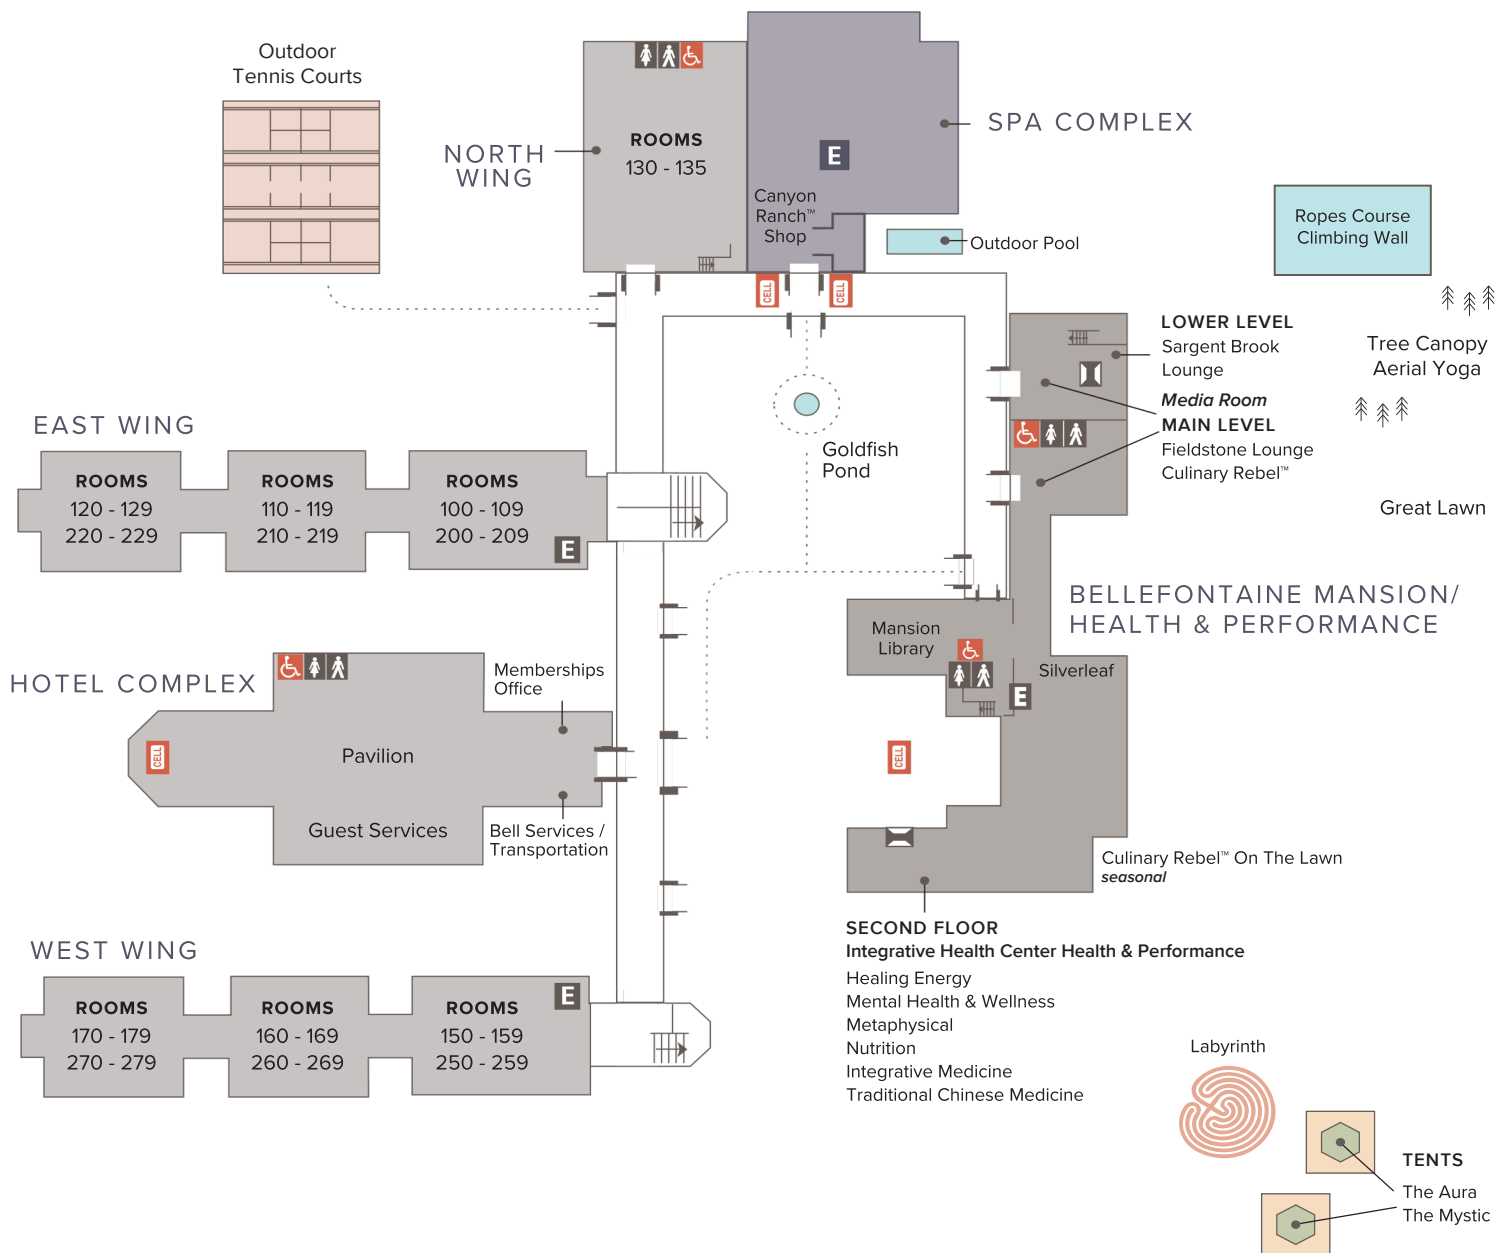 Outdoor
Tennis Courts
NORTH
WING
ROOMS
130 - 135
E
SPA COMPLEX
Canyon
Ranch™
Shop
Outdoor Pool
CELL
CELL
Ropes Course
Climbing Wall
LOWER LEVEL
Sargent Brook
Lounge
Media Room
MAIN LEVEL
Fieldstone Lounge
Culinary Rebel™
Tree Canopy
Aerial Yoga
Great Lawn
Goldfish
Pond
EAST WING
ROOMS
120 - 129
220 - 229
ROOMS
110 - 119
210 - 219
ROOMS
100 - 109
200 - 209
E
BELLEFONTAINE MANSION/
HEALTH & PERFORMANCE
Mansion
Library
Silverleaf
E
CELL
HOTEL COMPLEX
CELL
Pavilion
Guest Services
Memberships
Office
Bell Services /
Transportation
Culinary Rebel™ On The Lawn
seasonal
SECOND FLOOR
Integrative Health Center Health & Performance
Healing Energy
Mental Health & Wellness
Metaphysical
Nutrition
Integrative Medicine
Traditional Chinese Medicine
WEST WING
ROOMS
170 - 179
270 - 279
ROOMS
160 - 169
260 - 269
ROOMS
150 - 159
250 - 259
E
Labyrinth
TENTS
The Aura
The Mystic